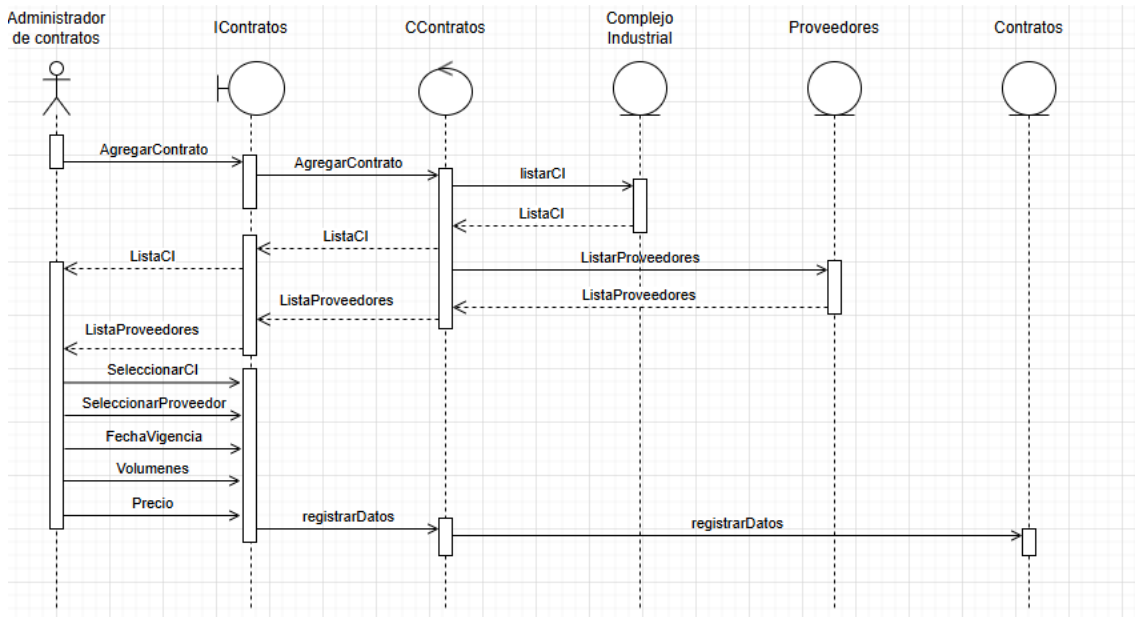 Administrador
de contratos
IContratos
CContratos
Complejo
Industrial
Proveedores
Contratos
AgregarContrato
AgregarContrato
listarCI
ListaCI
ListaCI
ListaCI
ListarProveedores
ListaProveedores
ListaProveedores
ListaProveedores
SeleccionarCI
SeleccionarProveedor
FechaVigencia
Volumenes
Precio
registrarDatos
registrarDatos